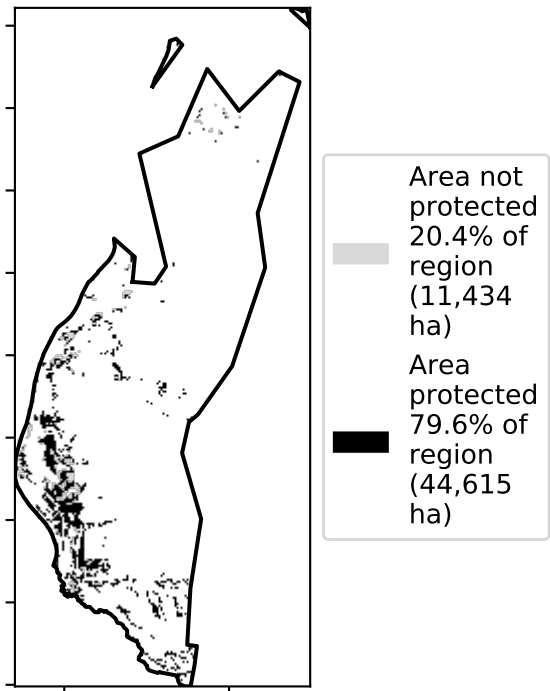 Area not
protected
20.4% of
region
(11,434
ha)
Area
protected
79.6% of
region
(44,615
ha)